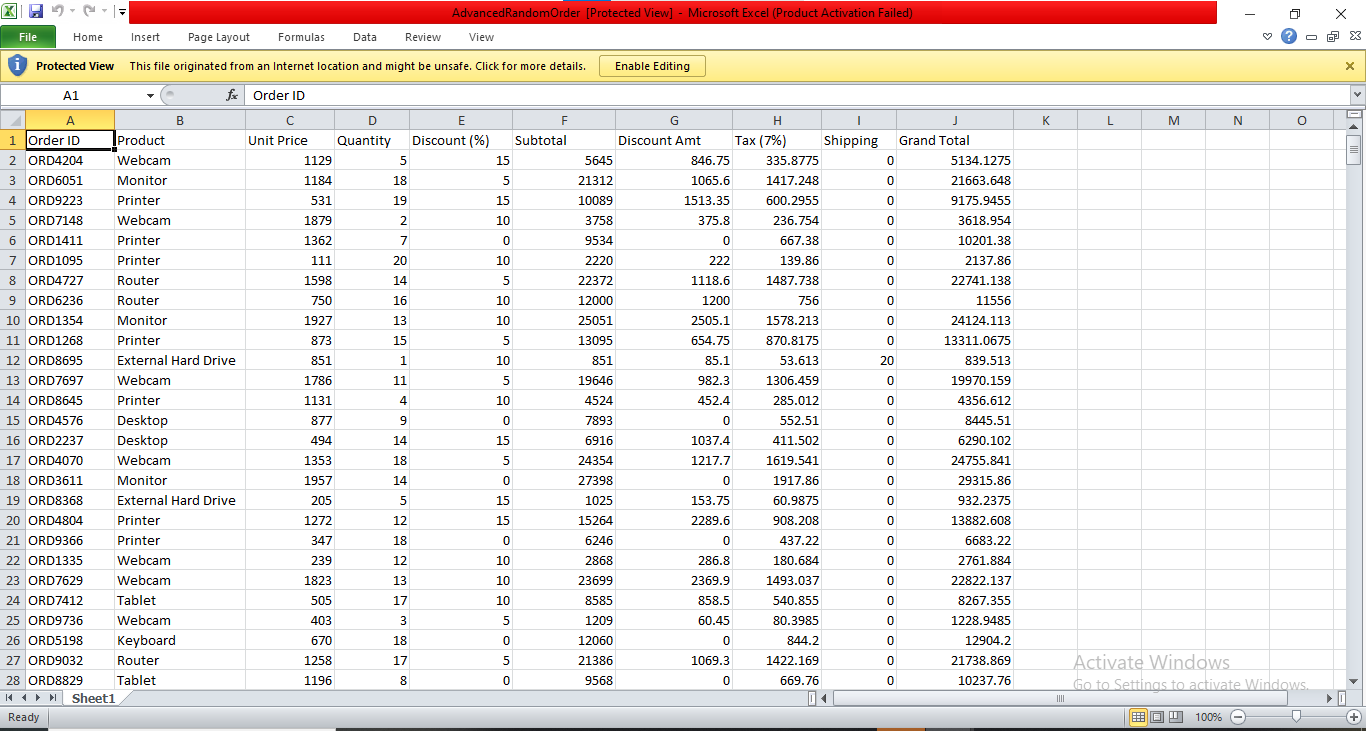 AdvancedRandomOrder [Protected View] - Microsoft Excel (Product Activation Failed)
File Home Insert Page Layout Formulas Data Review View
Protected View This file originated from an Internet location and might be unsafe. Click for more details. Enable Editing
A1 fx Order ID
A B C D E F G H I J K L M N O
1 Order ID Product Unit Price Quantity Discount (%) Subtotal Discount Amt Tax (7%) Shipping Grand Total
2 ORD4204 Webcam 1129 5 15 5645 846.75 335.8775 0 5134.1275
3 ORD6051 Monitor 1184 18 5 21312 1065.6 1417.248 0 21663.648
4 ORD9223 Printer 531 19 15 10089 1513.35 600.2955 0 9175.9455
5 ORD7148 Webcam 1879 2 10 3758 375.8 236.754 0 3618.954
6 ORD1411 Printer 1362 7 0 9534 0 667.38 0 10201.38
7 ORD1095 Printer 111 20 10 2220 222 139.86 0 2137.86
8 ORD4727 Router 1598 14 5 22372 1118.6 1487.738 0 22741.138
9 ORD6236 Router 750 16 10 12000 1200 756 0 11556
10 ORD1354 Monitor 1927 13 10 25051 2505.1 1578.213 0 24124.113
11 ORD1268 Printer 873 15 5 13095 654.75 870.8175 0 13311.0675
12 ORD8695 External Hard Drive 851 1 10 851 85.1 53.613 20 839.513
13 ORD7697 Webcam 1786 11 5 19646 982.3 1306.459 0 19970.159
14 ORD8645 Printer 1131 4 10 4524 452.4 285.012 0 4356.612
15 ORD4576 Desktop 877 9 0 7893 0 552.51 0 8445.51
16 ORD2237 Desktop 494 14 15 6916 1037.4 411.502 0 6290.102
17 ORD4070 Webcam 1353 18 5 24354 1217.7 1619.541 0 24755.841
18 ORD3611 Monitor 1957 14 0 27398 0 1917.86 0 29315.86
19 ORD8368 External Hard Drive 205 5 15 1025 153.75 60.9875 0 932.2375
20 ORD4804 Printer 1272 12 15 15264 2289.6 908.208 0 13882.608
21 ORD9366 Printer 347 18 0 6246 0 437.22 0 6683.22
22 ORD1335 Webcam 239 12 10 2868 286.8 180.684 0 2761.884
23 ORD7629 Webcam 1823 13 10 23699 2369.9 1493.037 0 22822.137
24 ORD7412 Tablet 505 17 10 8585 858.5 540.855 0 8267.355
25 ORD9736 Webcam 403 3 5 1209 60.45 80.3985 0 1228.9485
26 ORD5198 Keyboard 670 18 0 12060 0 844.2 0 12904.2
27 ORD9032 Router 1258 17 5 21386 1069.3 1422.169 0 21738.869
28 ORD8829 Tablet 1196 8 0 9568 0 669.76 0 10237.76
Activate Windows
Go to Settings to activate Windows.
Sheet1
Ready 100%